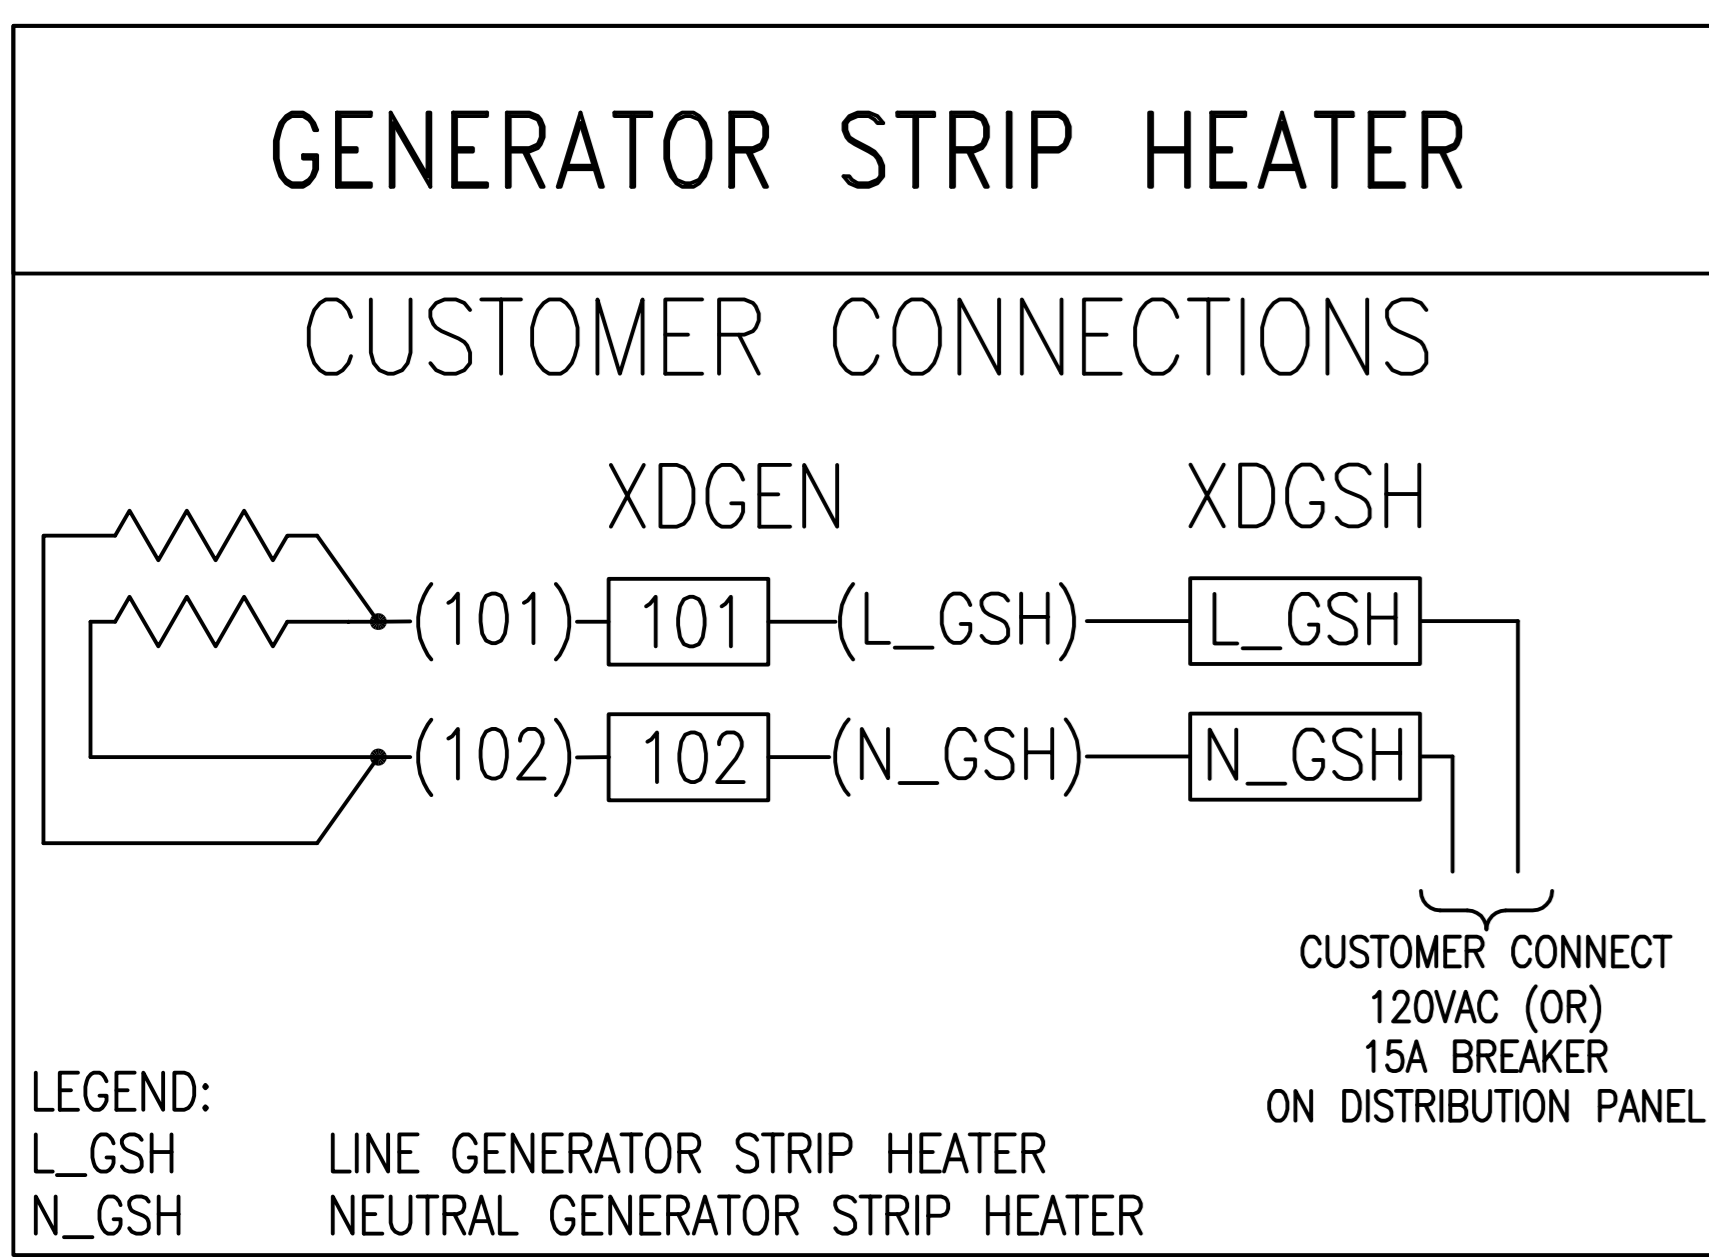 GENERATOR STRIP HEATER
CUSTOMER CONNECTIONS
XDGEN XDGSH
(101) 101 (L_GSH) L_GSH
(102) 102 (N_GSH) N_GSH
CUSTOMER CONNECT
120VAC (OR)
15A BREAKER
ON DISTRIBUTION PANEL
LEGEND:
L_GSH LINE GENERATOR STRIP HEATER
N_GSH NEUTRAL GENERATOR STRIP HEATER